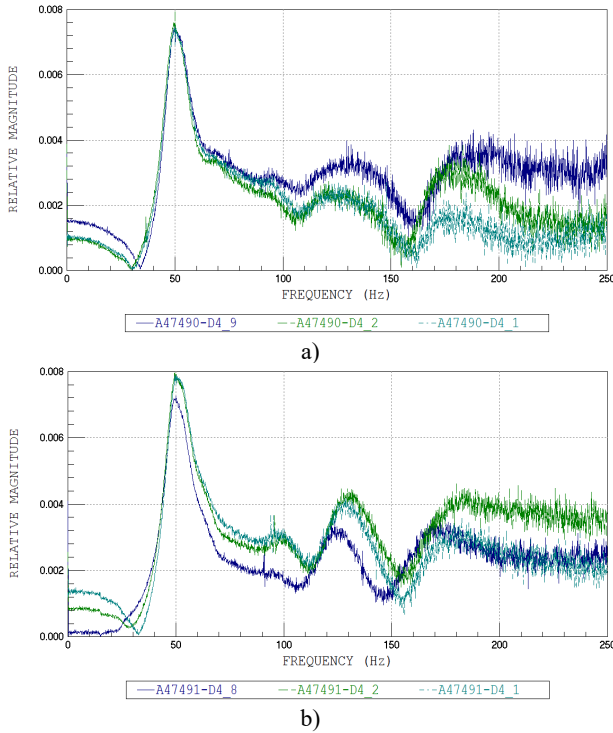 0.008
0.006
0.004
0.002
0.000
RELATIVE MAGNITUDE
0 50 100 150 200 250
FREQUENCY (Hz)
A47490-D4_9 A47490-D4_2 A47490-D4_1
a)
0.008
0.006
0.004
0.002
0.000
RELATIVE MAGNITUDE
0 50 100 150 200 250
FREQUENCY (Hz)
A47491-D4_8 A47491-D4_2 A47491-D4_1
b)